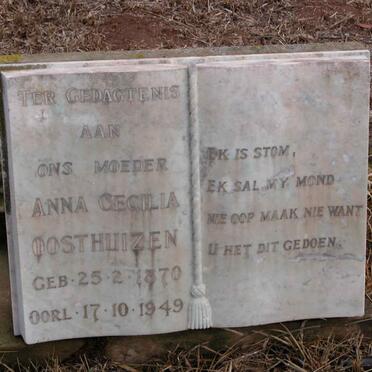 TER GEDAGTENIS
AAN
ONS MOEDER
ANNA CECILIA
OOSTHUIZEN
GEB·25·2·1870
OORL·17·10·1949
EK IS STOM,
EK SAL MY MOND
NIE OOP MAAK NIE WANT
U HET DIT GEDOEN.